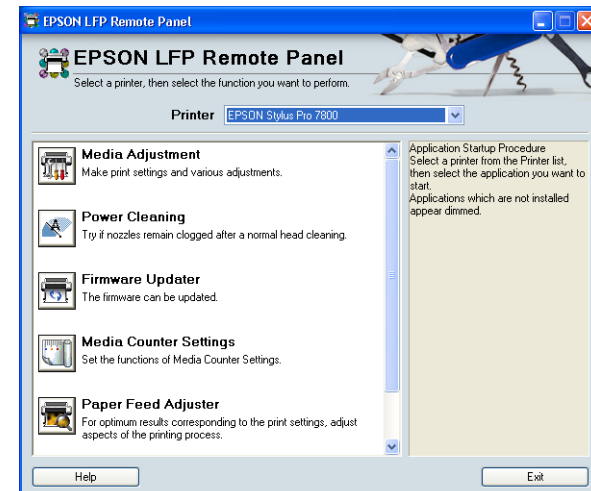 EPSON LFP Remote Panel
EPSON LFP Remote Panel
Select a printer, then select the function you want to perform.
Printer EPSON Stylus Pro 7800
Media Adjustment
Make print settings and various adjustments.
Power Cleaning
Try if nozzles remain clogged after a normal head cleaning.
Firmware Updater
The firmware can be updated.
Media Counter Settings
Set the functions of Media Counter Settings.
Paper Feed Adjuster
For optimum results corresponding to the print settings, adjust
aspects of the printing process.
Application Startup Procedure
Select a printer from the Printer list,
then select the application you want to
start.
Applications which are not installed
appear dimmed.
Help
Exit